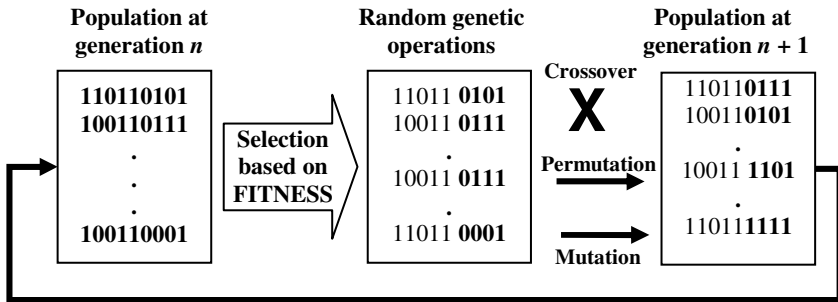 Population at
generation n
110110101
100110111
.
.
.
100110001
Selection
based on
FITNESS
Random genetic
operations
11011 0101
10011 0111
.
10011 0111
.
11011 0001
Crossover
X
Permutation
Mutation
Population at
generation n + 1
110110111
100110101
.
10011 1101
.
110111111